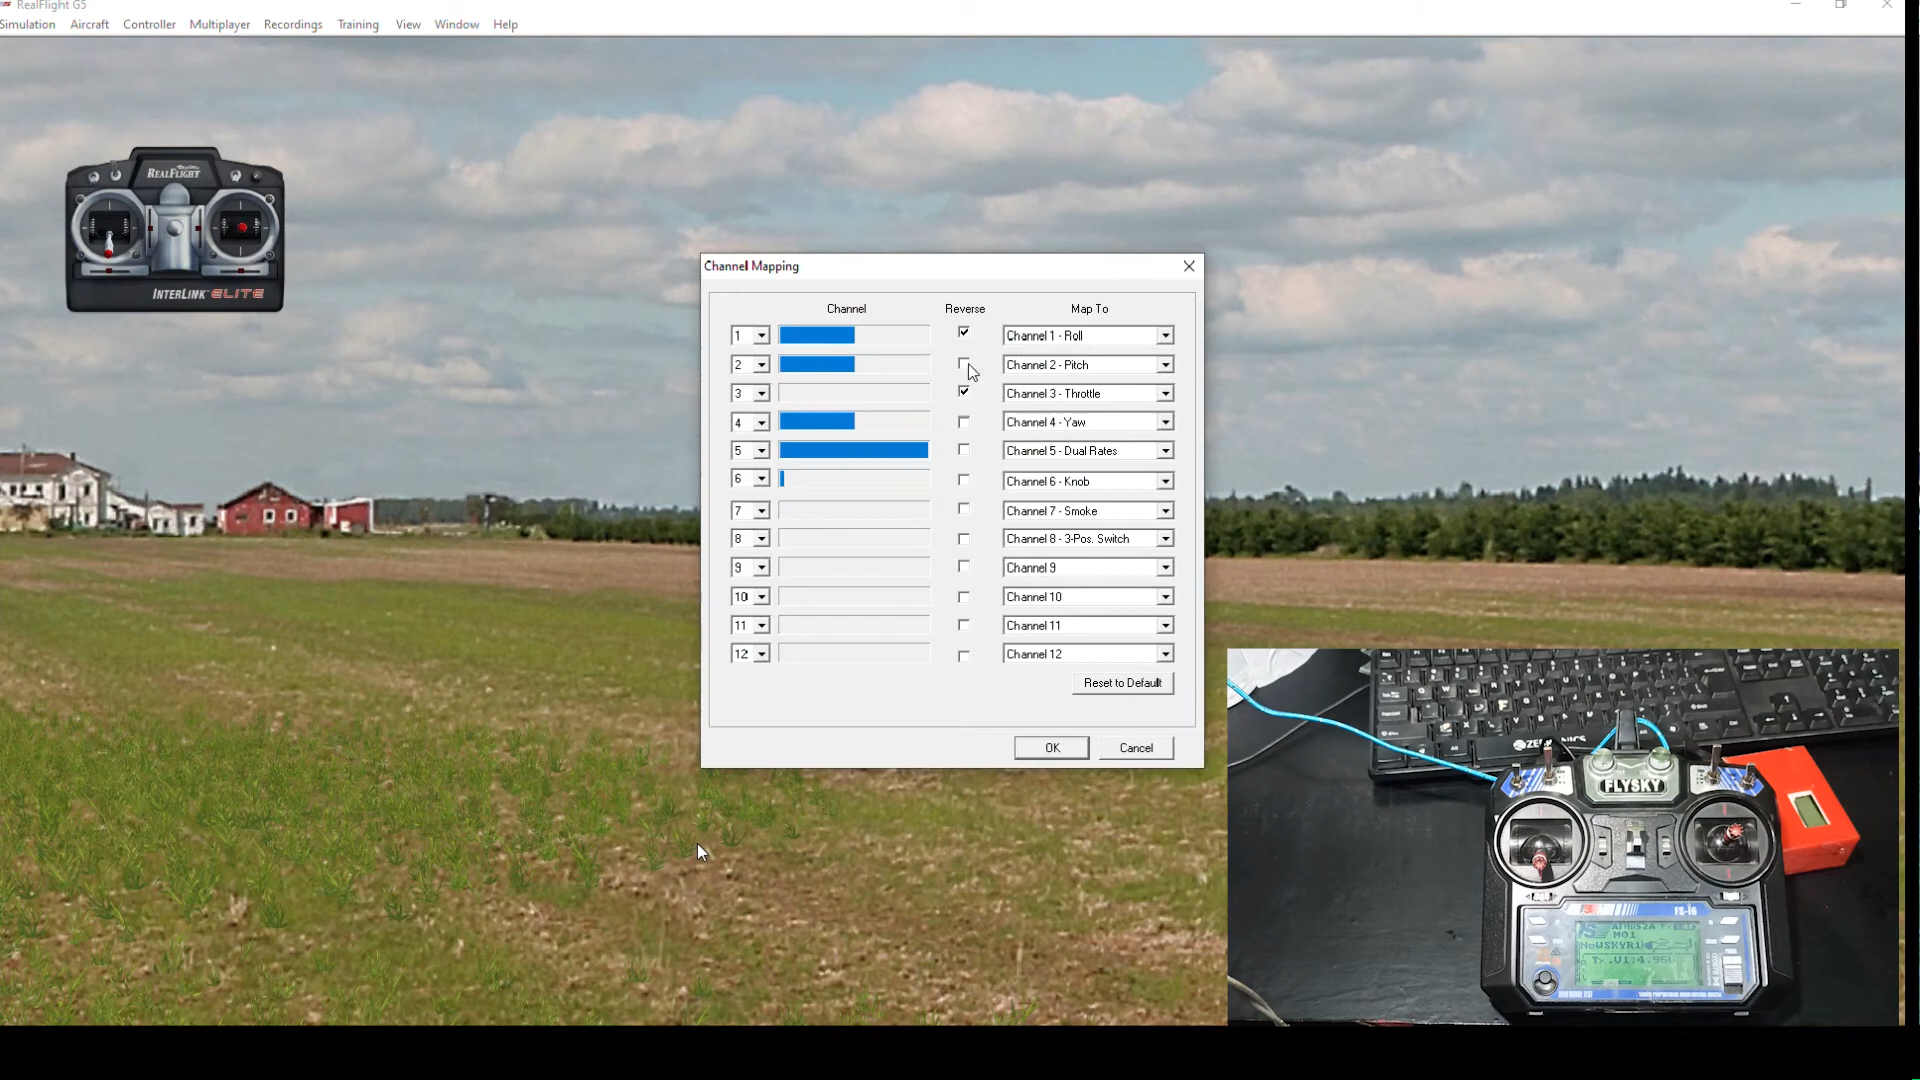 RealFlight G5
Simulation Aircraft Controller Multiplayer Recordings Training View Window Help
REALFLIGHT
INTERLINK ELITE
Channel Mapping
Channel Reverse Map To
1 Channel 1 - Roll
2 Channel 2 - Pitch
3 Channel 3 - Throttle
4 Channel 4 - Yaw
5 Channel 5 - Dual Rates
6 Channel 6 - Knob
7 Channel 7 - Smoke
8 Channel 8 - 3-Pos. Switch
9 Channel 9
10 Channel 10
11 Channel 11
12 Channel 12
Reset to Default
OK Cancel
FLYSKY
FS-i6